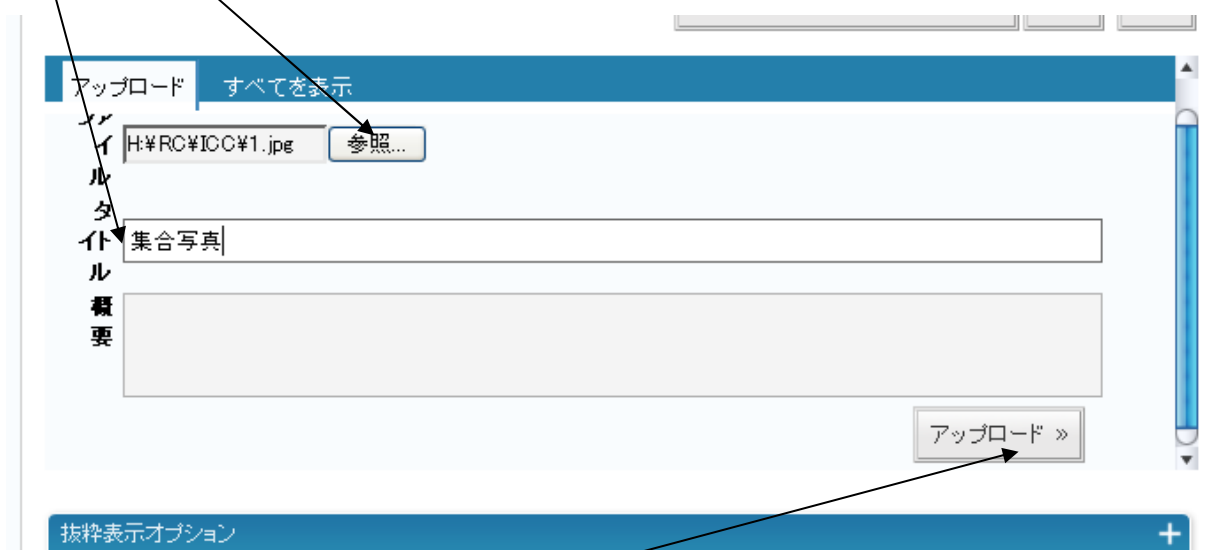 アップロード すべてを表示
ファイル H:¥RC¥ICC¥1.jpg 参照...
タイトル 集合写真
概要
アップロード »
抜粋表示オプション +